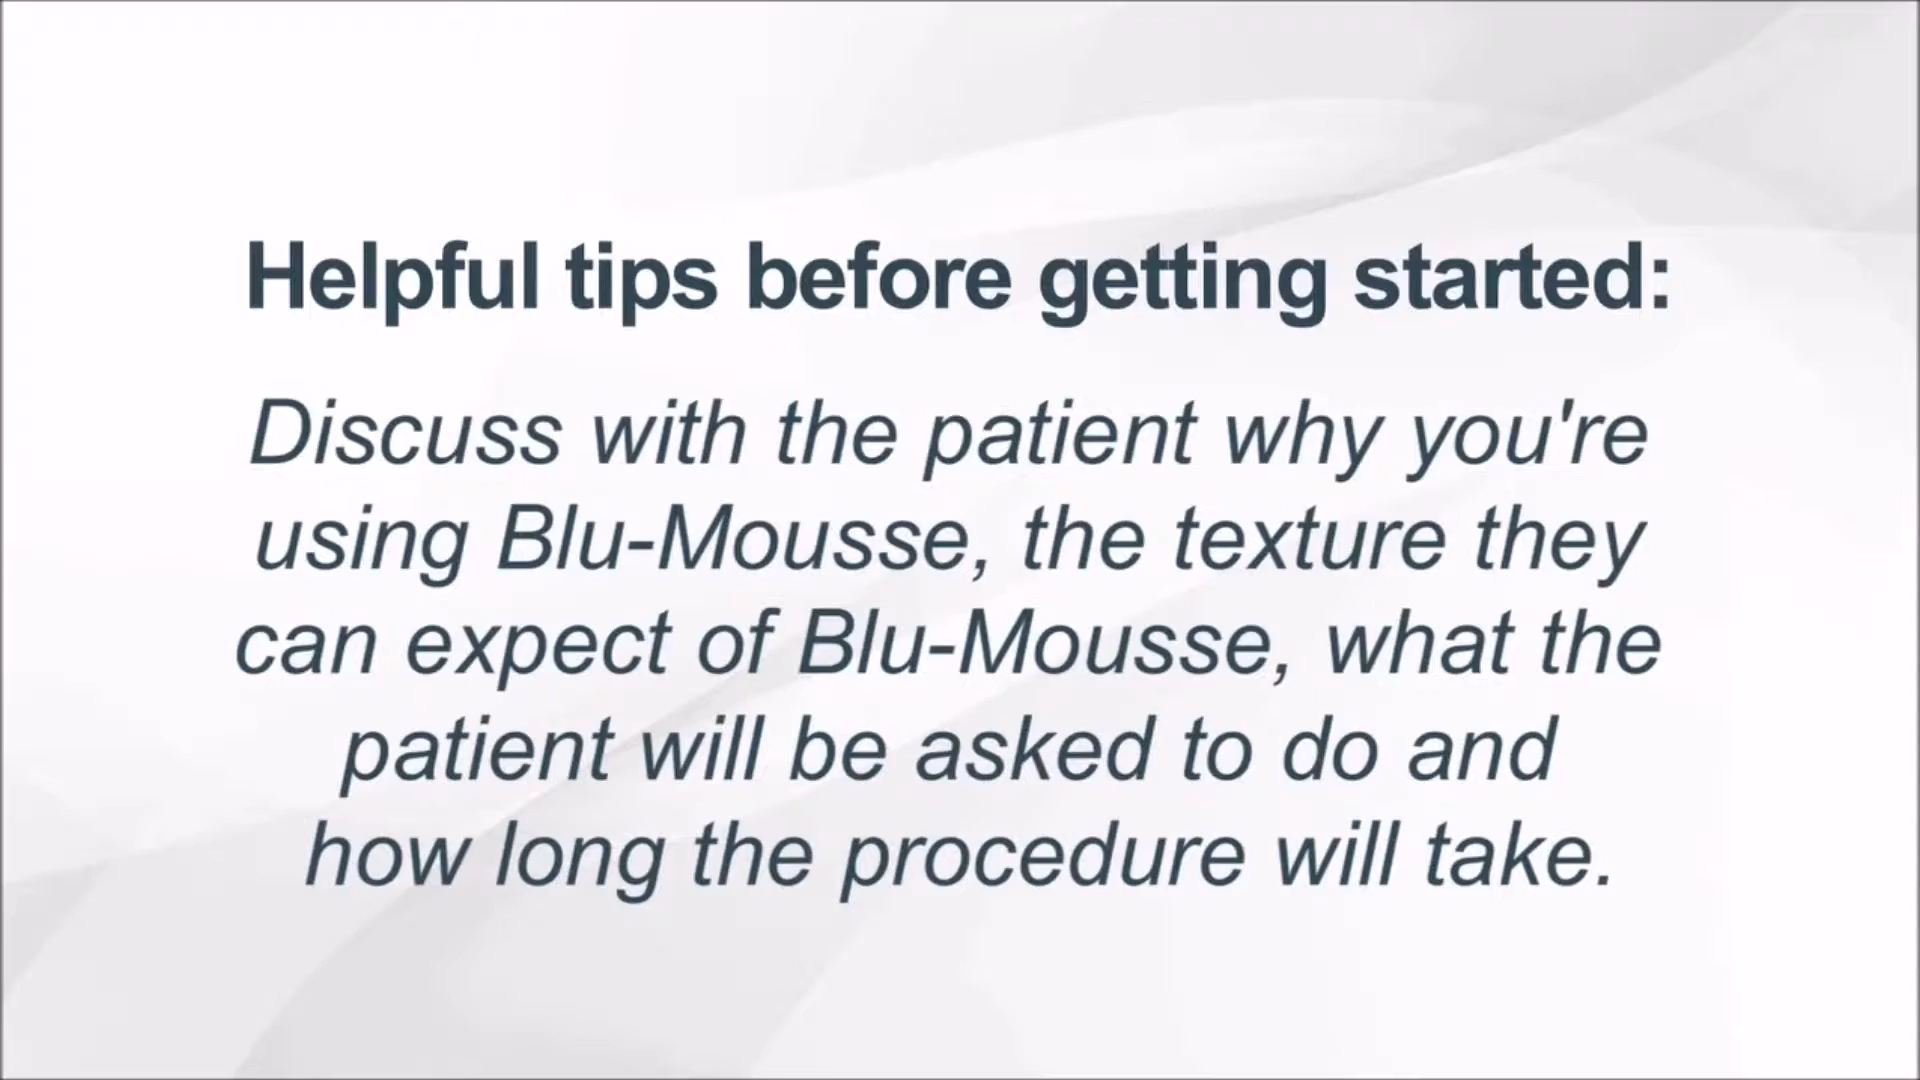 Helpful tips before getting started:
Discuss with the patient why you're
using Blu-Mousse, the texture they
can expect of Blu-Mousse, what the
patient will be asked to do and
how long the procedure will take.